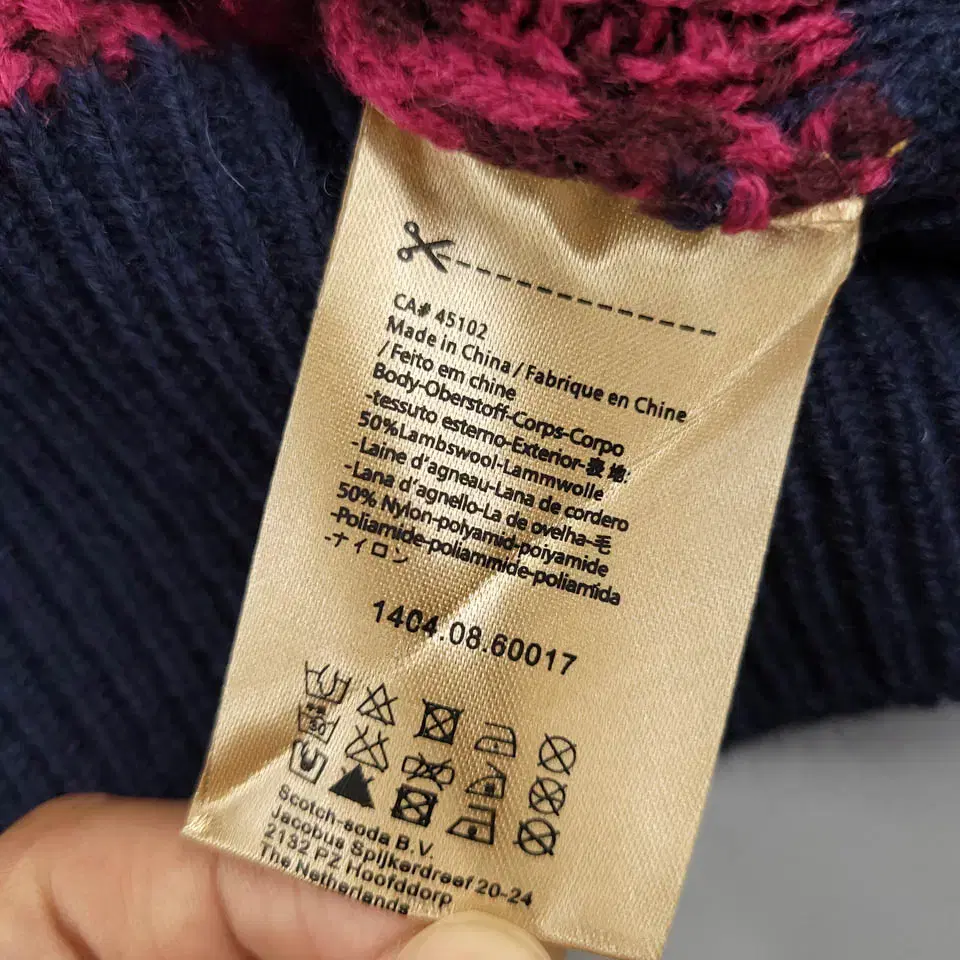 CA# 45102
Made in China / Fabrique en Chine
/ Feito em chine
Body-Oberstoff-Corps-Corpo
-tessuto esterno-Exterior-表地:
50%Lambswool-Lammwolle
-Laine d'agneau-Lana de cordero
-Lana d'agnello-La de ovelha-毛
50% Nylon-polyamid-poiyamide
-Poliamide-poliammide-poliamida
-ナイロン
1404.08.60017
Scotch-soda B.V.
Jacobus Spijkerdreef 20-24
2132 PZ Hoofddorp
The Netherlands